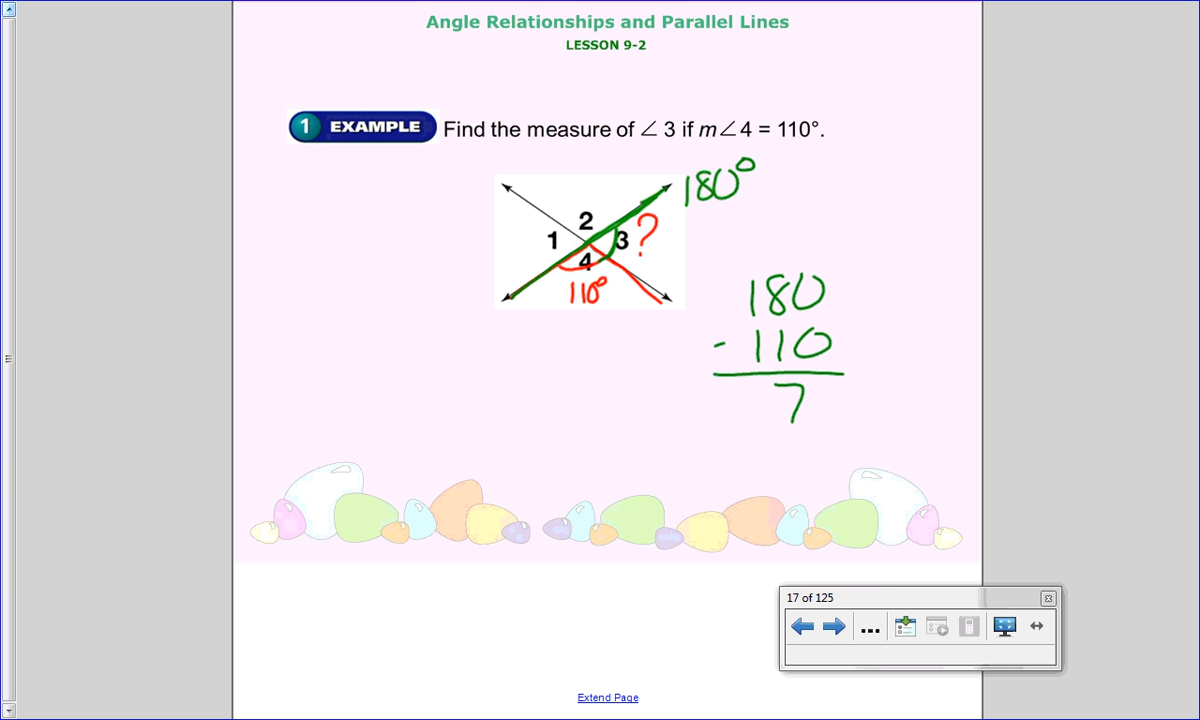 Angle Relationships and Parallel Lines
LESSON 9-2
1 EXAMPLE Find the measure of ∠ 3 if m∠4 = 110°.
180°
2
1 3 ?
4
110°
180
- 110
7
17 of 125
...
Extend Page